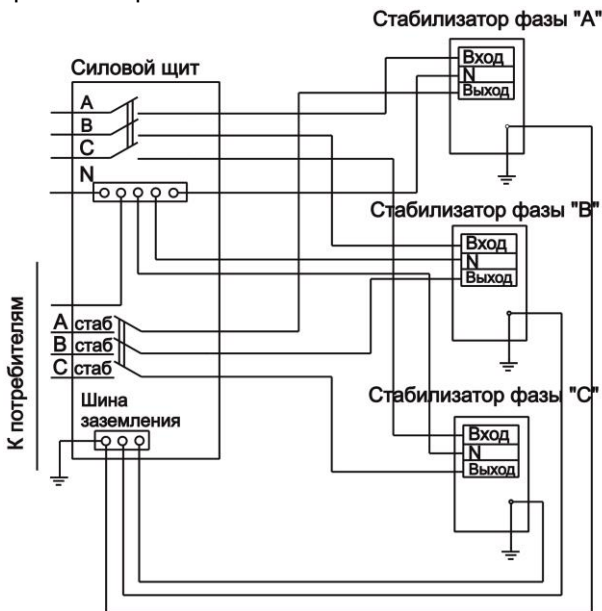 Стабилизатор фазы "А"
Силовой щит
Вход
N
Выход
А
В
С
N
Стабилизатор фазы "В"
Вход
N
Выход
К потребителям
А стаб
В стаб
С стаб
Шина
заземления
Стабилизатор фазы "С"
Вход
N
Выход